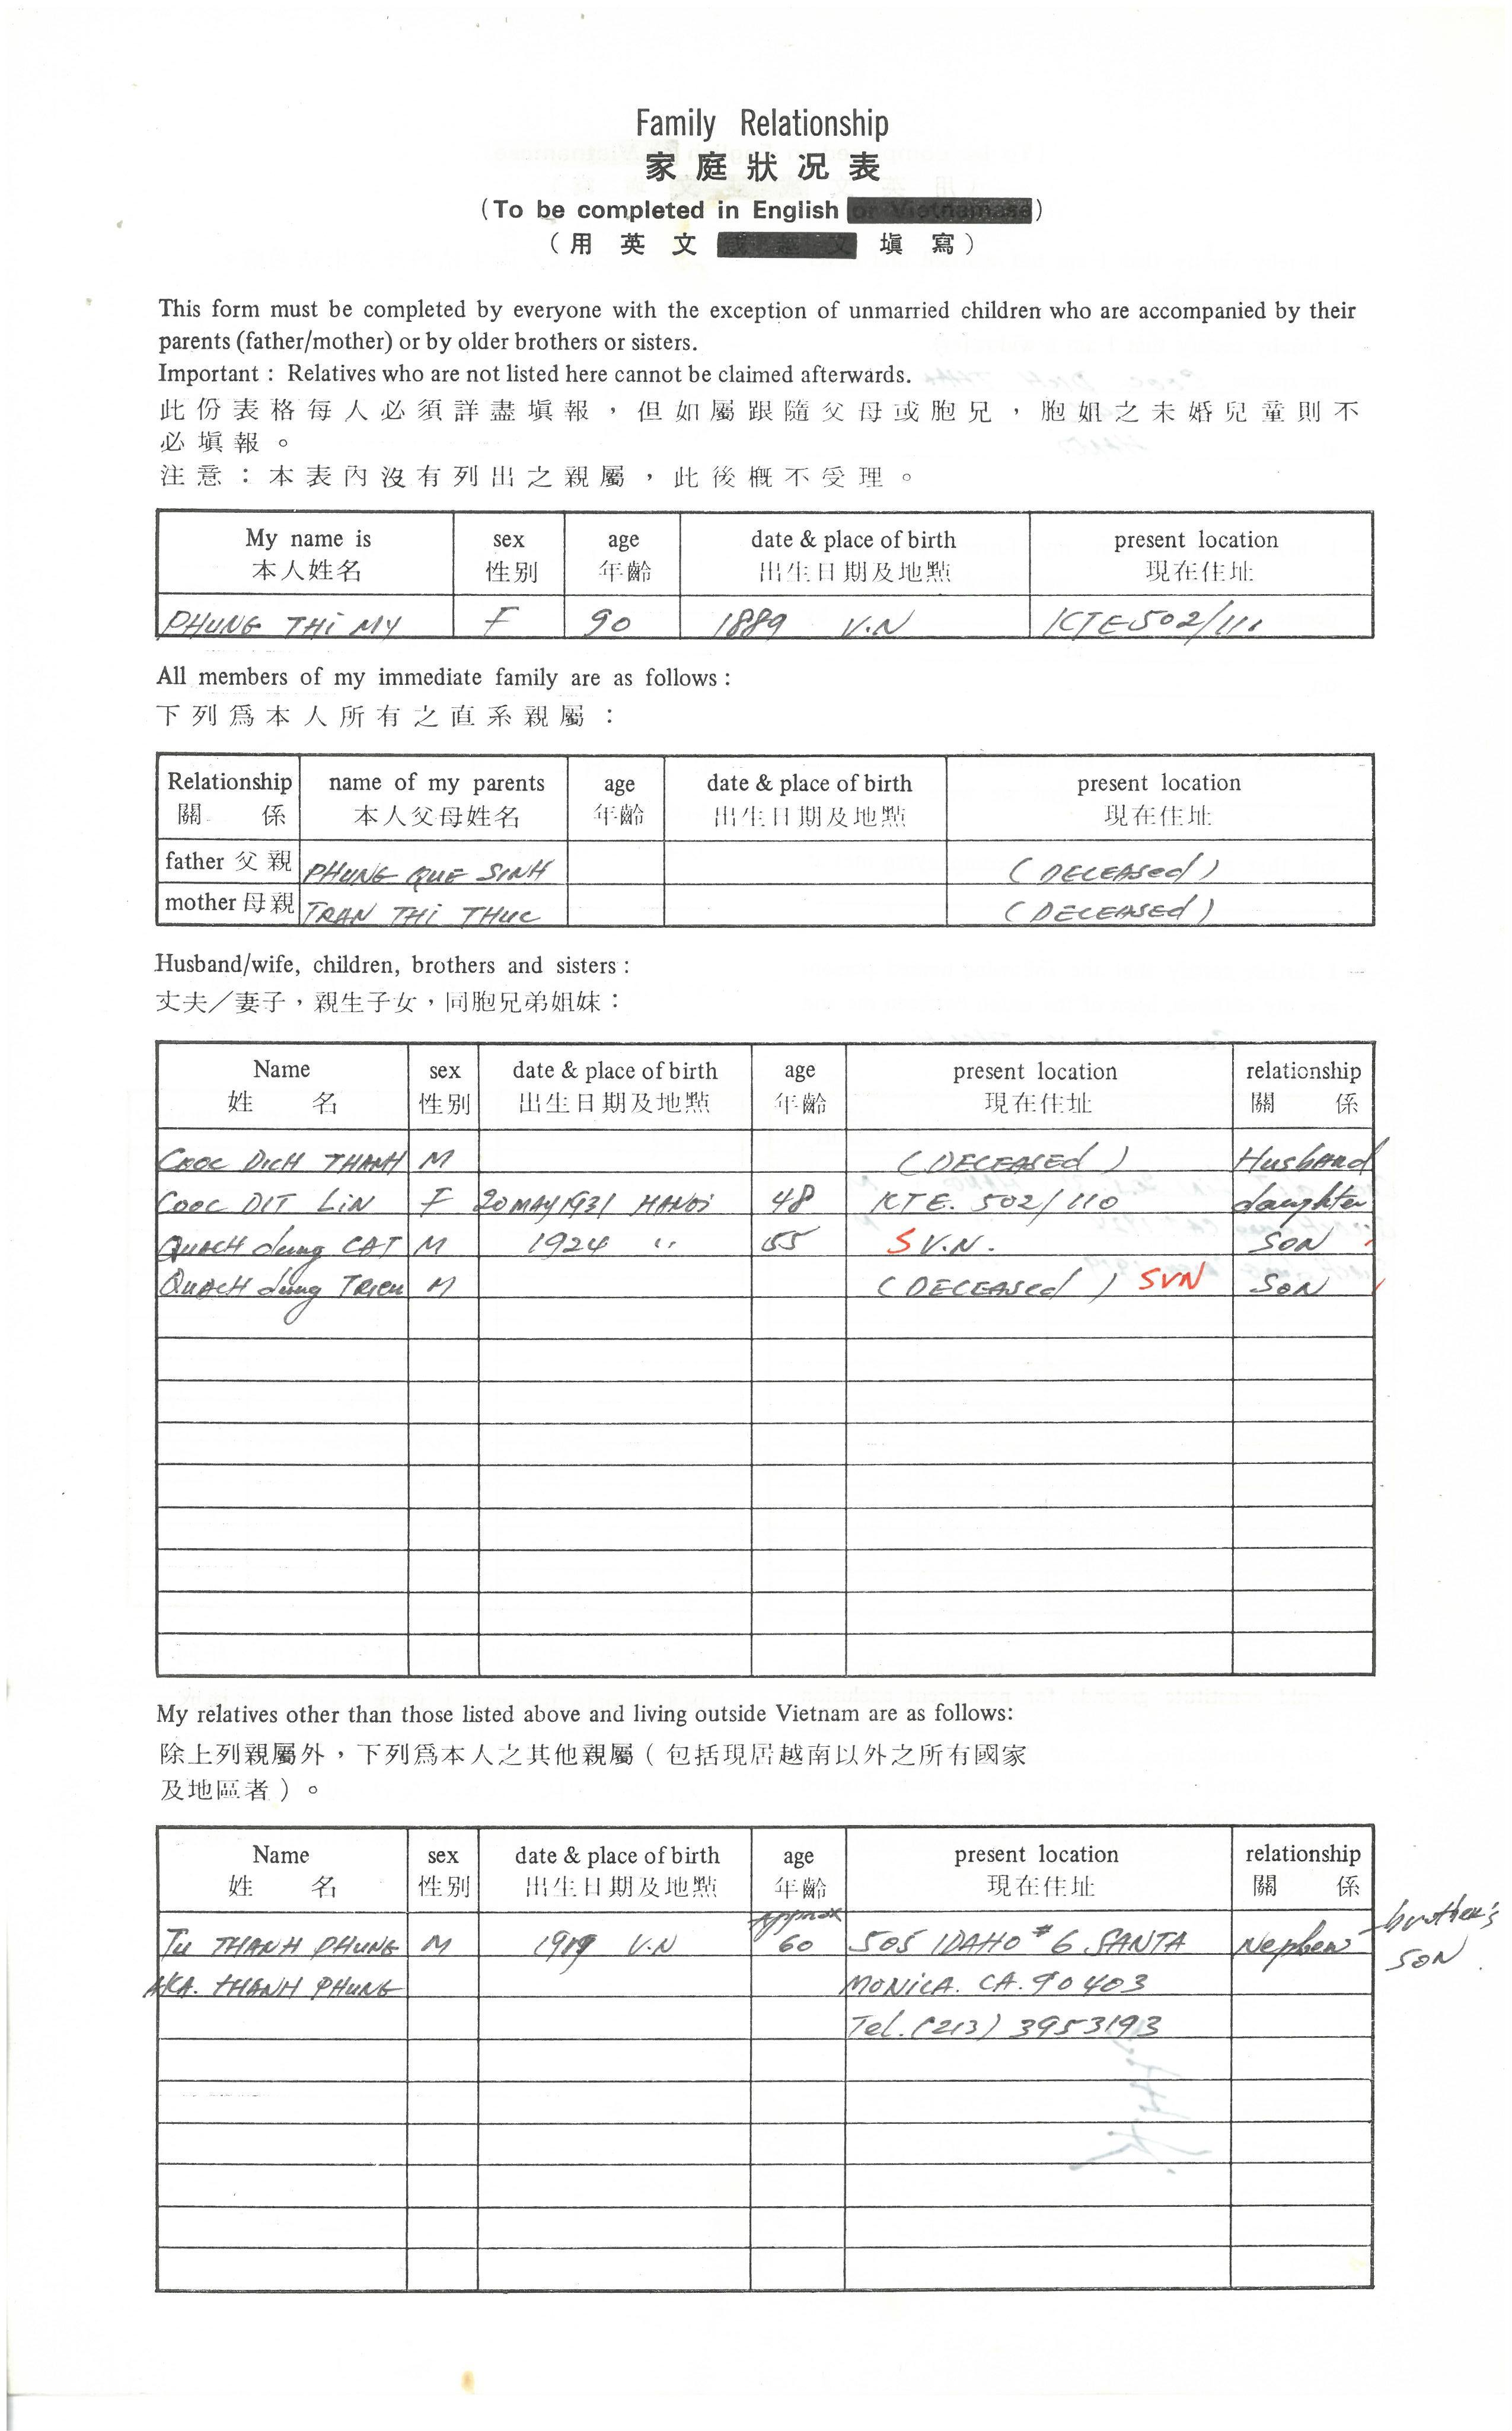 Family Relationship
家庭狀況表
(To be completed in English or Vietnamese)
(用英文 填寫)
This form must be completed by everyone with the exception of unmarried children who are accompanied by their
parents (father/mother) or by older brothers or sisters.
Important : Relatives who are not listed here cannot be claimed afterwards.
此份表格每人必須詳盡填報，但如屬跟隨父母或胞兄，胞姐之未婚兒童則不
必填報。
注意：本表內沒有列出之親屬，此後概不受理。
My name is sex age date & place of birth present location
本人姓名 性別 年齡 出生日期及地點 現在住址
PHUNG THI MY F 90 1889 V.N KTE 502/111
All members of my immediate family are as follows :
下列爲本人所有之直系親屬：
Relationship name of my parents age date & place of birth present location
關係 本人父母姓名 年齡 出生日期及地點 現在住址
father 父親 PHUNG QUE SINH (DECEASEd)
mother 母親 TRAN THI THUC (DECEASEd)
Husband/wife, children, brothers and sisters :
丈夫／妻子，親生子女，同胞兄弟姐妹：
Name sex date & place of birth age present location relationship
姓名 性別 出生日期及地點 年齡 現在住址 關係
COOC DICH THANH M (DECEASEd) Husband
COOC DIT LIN F 20 MAY 1931 HANOI 48 KTE. 502/110 daughter
QUACH dung CAT M 1924 " 55 S V.N. SON
QUACH dung TRIEU M (DECEASEd) SVN SON
My relatives other than those listed above and living outside Vietnam are as follows:
除上列親屬外，下列爲本人之其他親屬（包括現居越南以外之所有國家
及地區者）。
Name sex date & place of birth age present location relationship
姓名 性別 出生日期及地點 年齡 現在住址 關係
Approx
TU THANH PHUNG M 1919 V.N 60 505 IDAHO #6 SANTA Nephew - brother's
AKA. THANH PHUNG MONICA. CA. 90403 SON
Tel. (213) 3953193